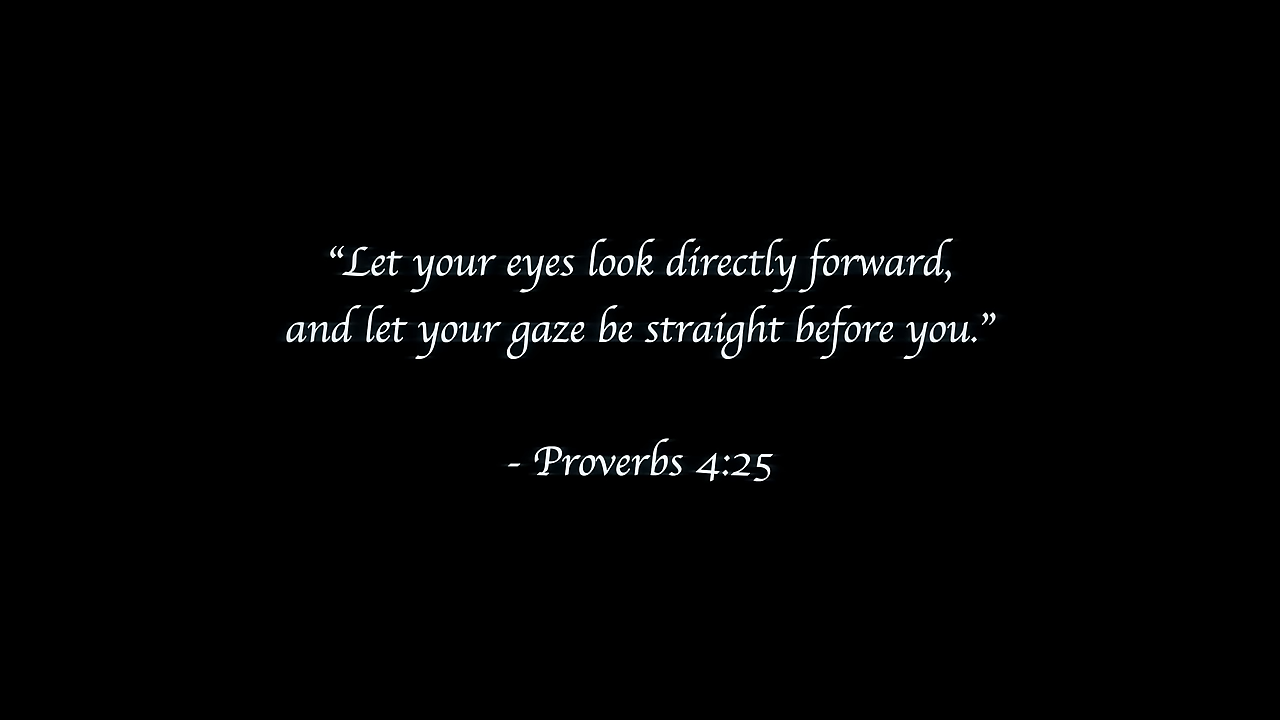 “Let your eyes look directly forward,
and let your gaze be straight before you.”
- Proverbs 4:25